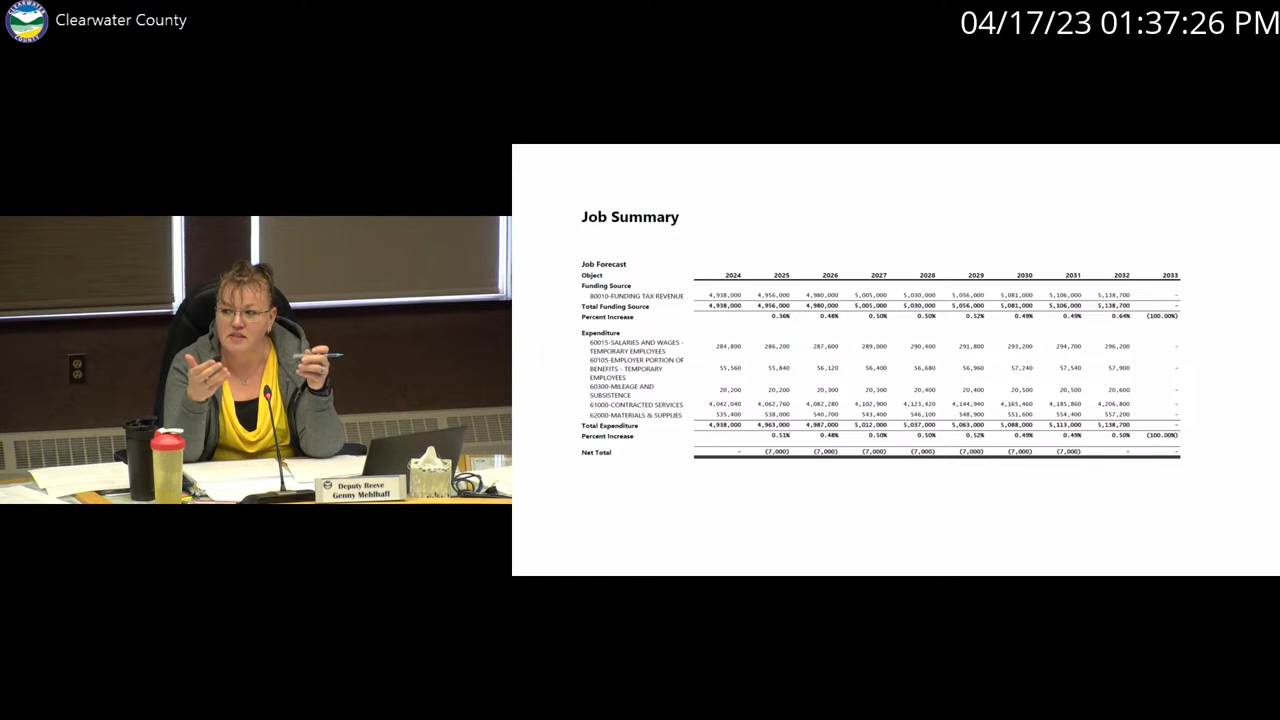 Clearwater County
04/17/23 01:37:26 PM
Job Summary
Job Forecast
Object 2024 2025 2026 2027 2028 2029 2030 2031 2032 2033
Funding Source
80010-FUNDING TAX REVENUE 4,938,000 4,956,000 4,980,000 5,005,000 5,030,000 5,056,000 5,081,000 5,106,000 5,138,700 -
Total Funding Source 4,938,000 4,956,000 4,980,000 5,005,000 5,030,000 5,056,000 5,081,000 5,106,000 5,138,700 -
Percent Increase 0.36% 0.48% 0.50% 0.50% 0.52% 0.49% 0.49% 0.64% (100.00%)
Expenditure
60015-SALARIES AND WAGES -
TEMPORARY EMPLOYEES 284,800 286,200 287,600 289,000 290,400 291,800 293,200 294,700 296,200 -
60105-EMPLOYER PORTION OF
BENEFITS - TEMPORARY 55,560 55,840 56,120 56,400 56,680 56,960 57,240 57,540 57,900 -
EMPLOYEES
60300-MILEAGE AND
SUBSISTENCE 20,200 20,200 20,300 20,300 20,400 20,400 20,500 20,500 20,600 -
61000-CONTRACTED SERVICES 4,042,040 4,062,760 4,082,280 4,102,900 4,123,420 4,144,940 4,165,460 4,185,860 4,206,800 -
62000-MATERIALS & SUPPLIES 535,400 538,000 540,700 543,400 546,100 548,900 551,600 554,400 557,200 -
Total Expenditure 4,938,000 4,963,000 4,987,000 5,012,000 5,037,000 5,063,000 5,088,000 5,113,000 5,138,700 -
Percent Increase 0.51% 0.48% 0.50% 0.50% 0.52% 0.49% 0.49% 0.50% (100.00%)
Net Total - (7,000) (7,000) (7,000) (7,000) (7,000) (7,000) (7,000) - -
Deputy Reeve
Genny Mehlhaff